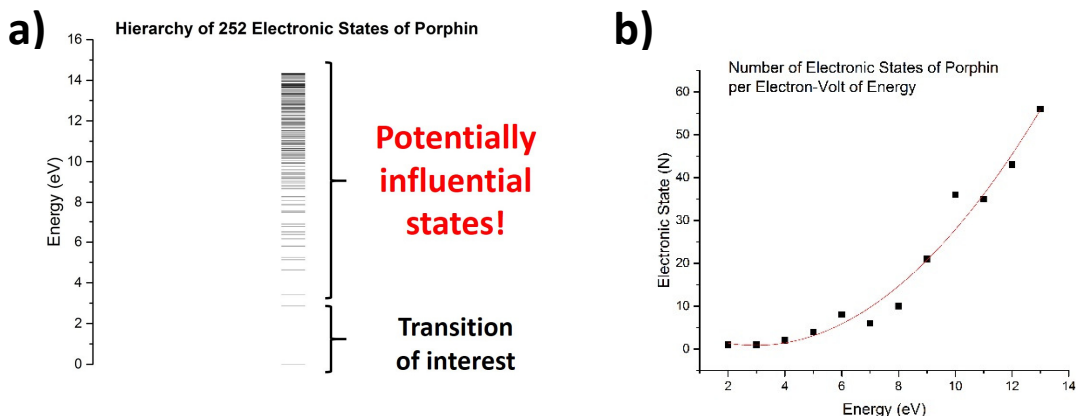 a)
Hierarchy of 252 Electronic States of Porphin
16
14
12
10
8
6
4
2
0
Energy (eV)
Potentially
influential
states!
Transition
of interest
b)
Number of Electronic States of Porphin
per Electron-Volt of Energy
60
50
40
30
20
10
0
Electronic State (N)
2
4
6
8
10
12
14
Energy (eV)